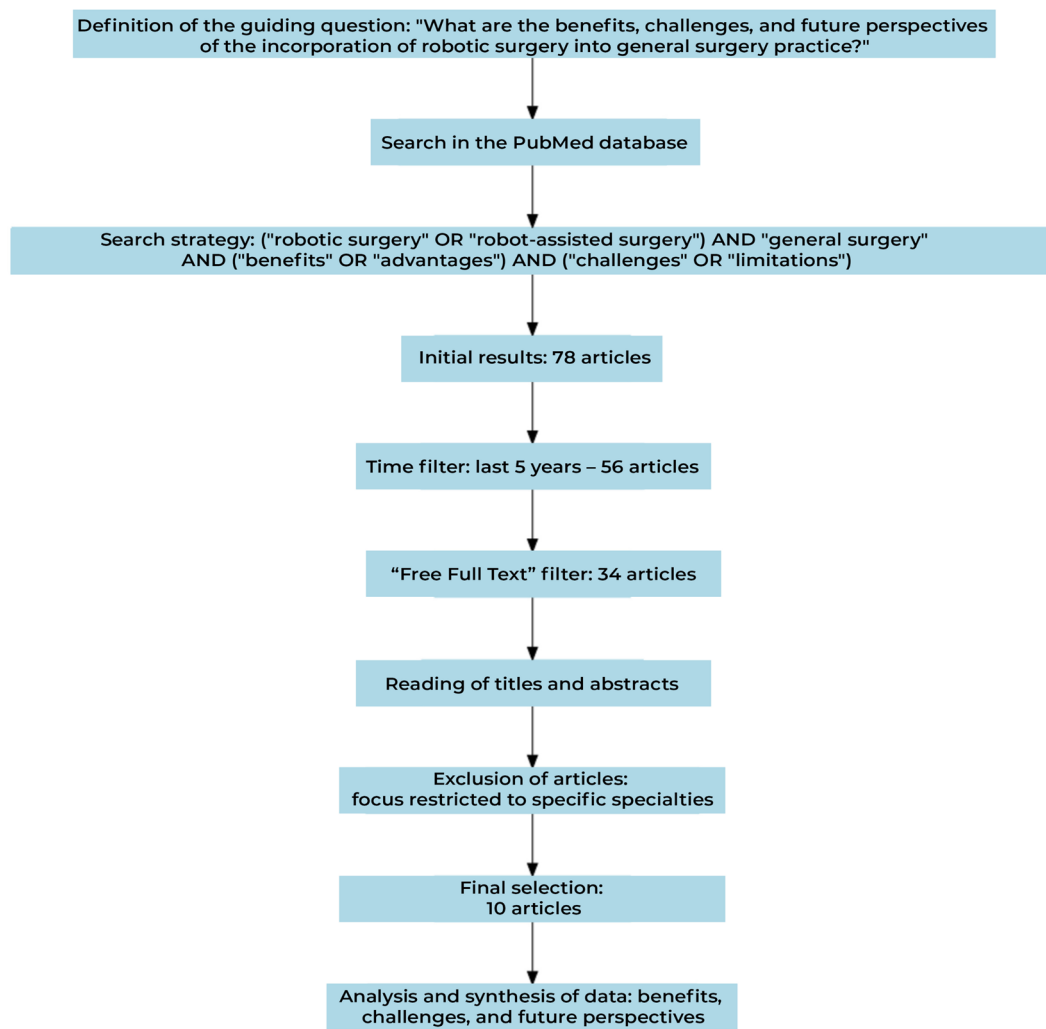 Definition of the guiding question: "What are the benefits, challenges, and future perspectives
of the incorporation of robotic surgery into general surgery practice?"
Search in the PubMed database
Search strategy: ("robotic surgery" OR "robot-assisted surgery") AND "general surgery"
AND ("benefits" OR "advantages") AND ("challenges" OR "limitations")
Initial results: 78 articles
Time filter: last 5 years – 56 articles
“Free Full Text” filter: 34 articles
Reading of titles and abstracts
Exclusion of articles:
focus restricted to specific specialties
Final selection:
10 articles
Analysis and synthesis of data: benefits,
challenges, and future perspectives